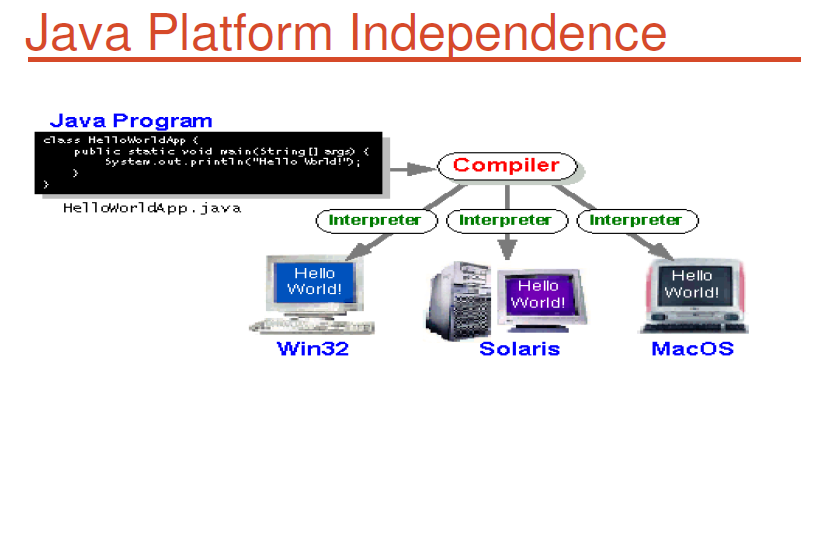 Java Platform Independence
Java Program
class HelloWorldApp {
public static void main(String[] args) {
System.out.println("Hello World!");
}
}
HelloWorldApp.java
Compiler
Interpreter
Interpreter
Interpreter
Hello
World!
Hello
World!
Hello
World!
Win32
Solaris
MacOS